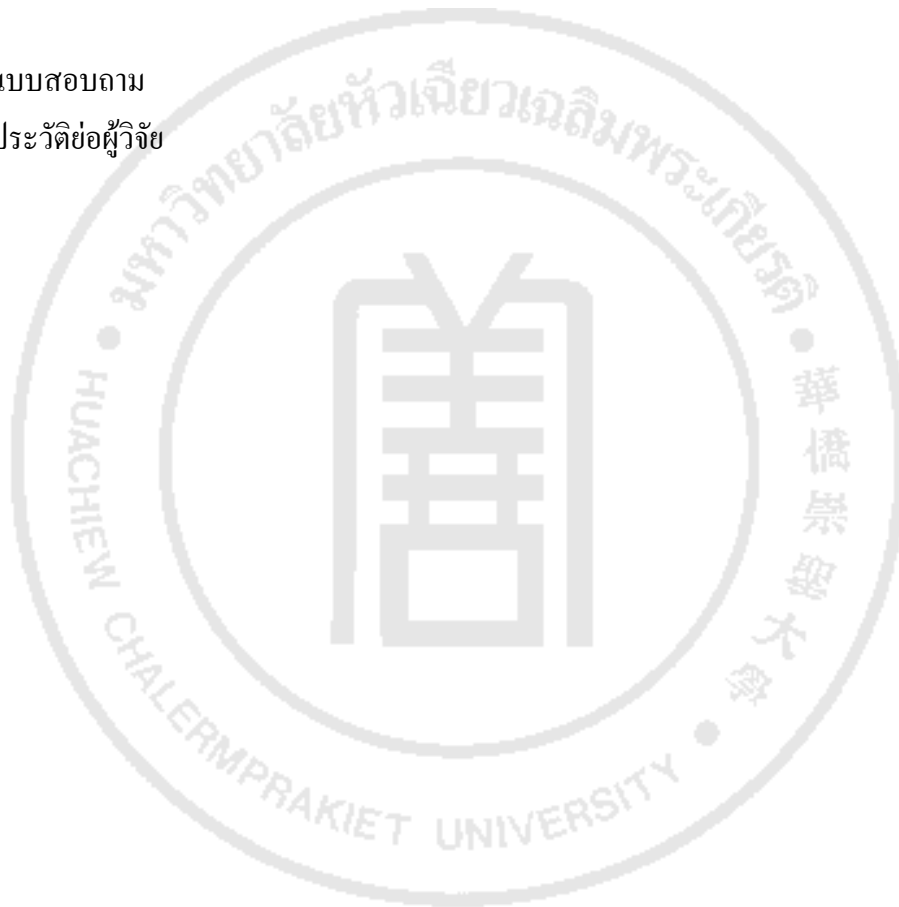 แบบสอบถาม
ประวัติย่อผู้วิจัย
มหาวิทยาลัยหัวเฉียวเฉลิมพระเกียรติ
HUACHIEW CHALERMPRAKIET UNIVERSITY
華僑崇聖大學